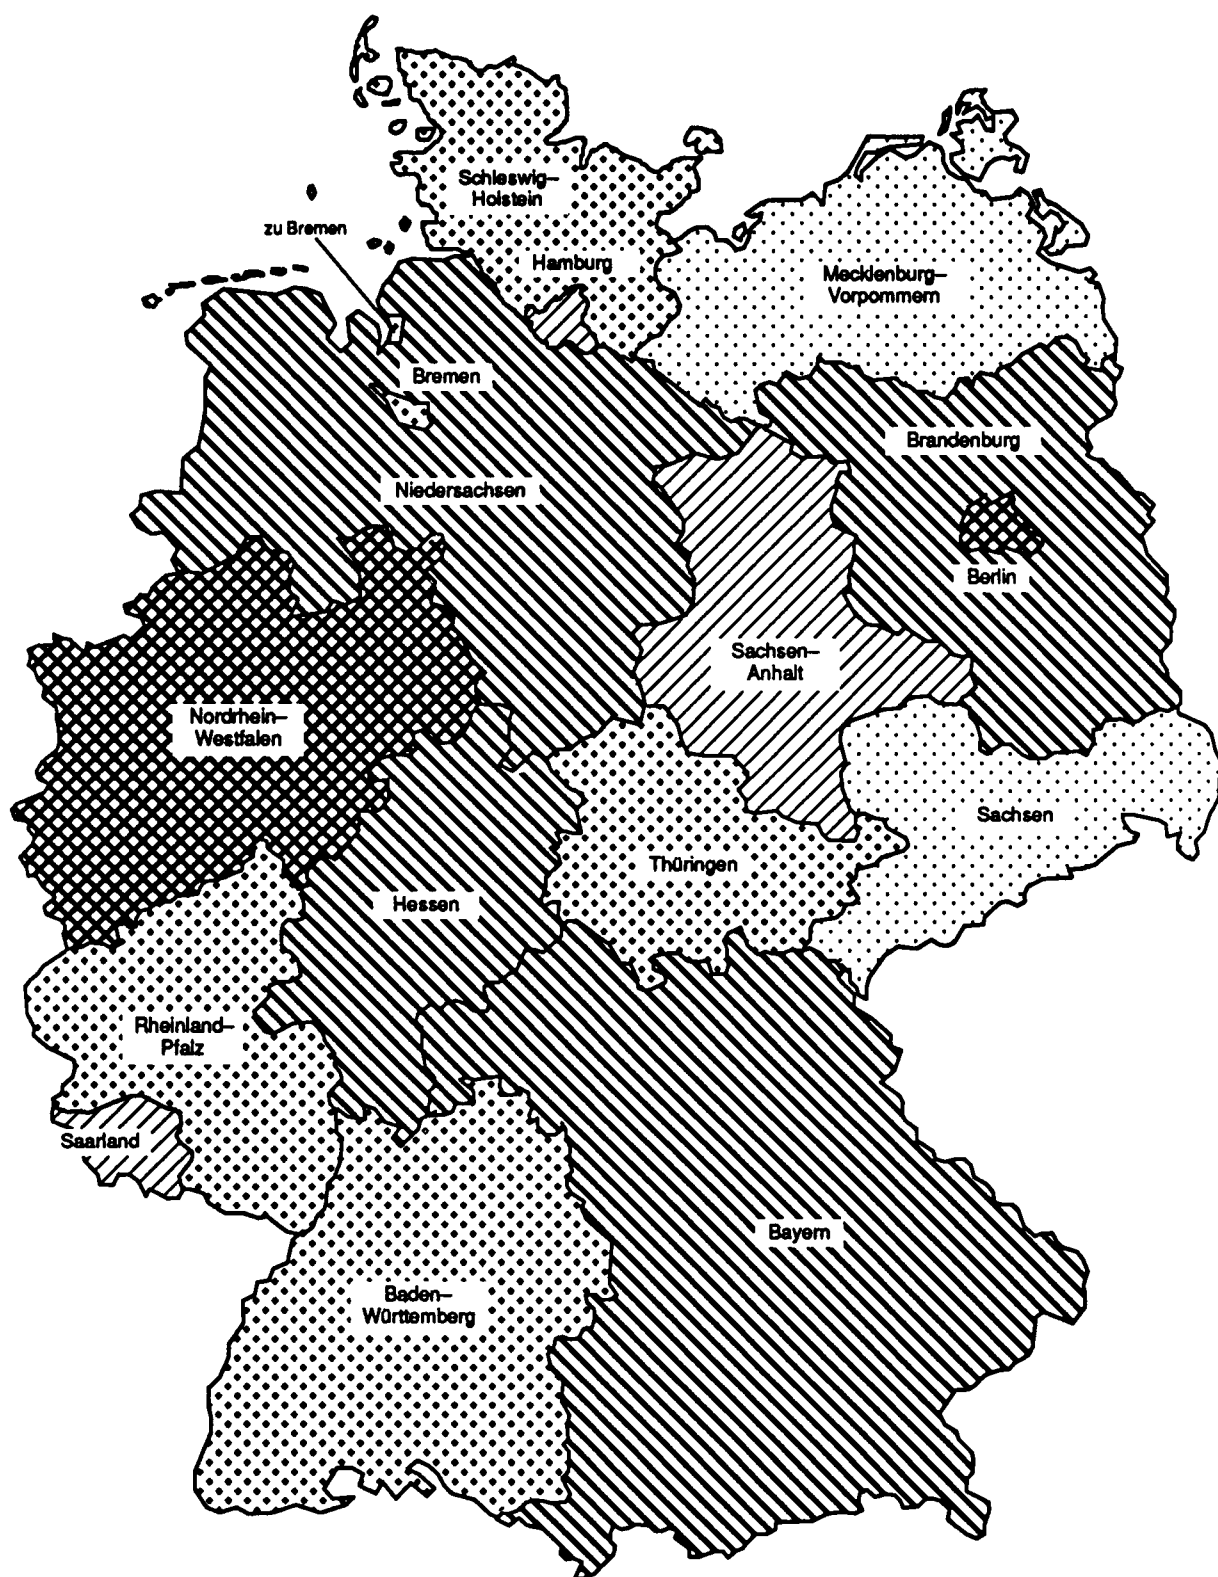 Schleswig–
Holstein
zu Bremen
Hamburg
Mecklenburg–
Vorpommern
Bremen
Brandenburg
Niedersachsen
Berlin
Sachsen–
Anhalt
Nordrhein–
Westfalen
Sachsen
Thüringen
Hessen
Rheinland–
Pfalz
Saarland
Bayern
Baden–
Württemberg